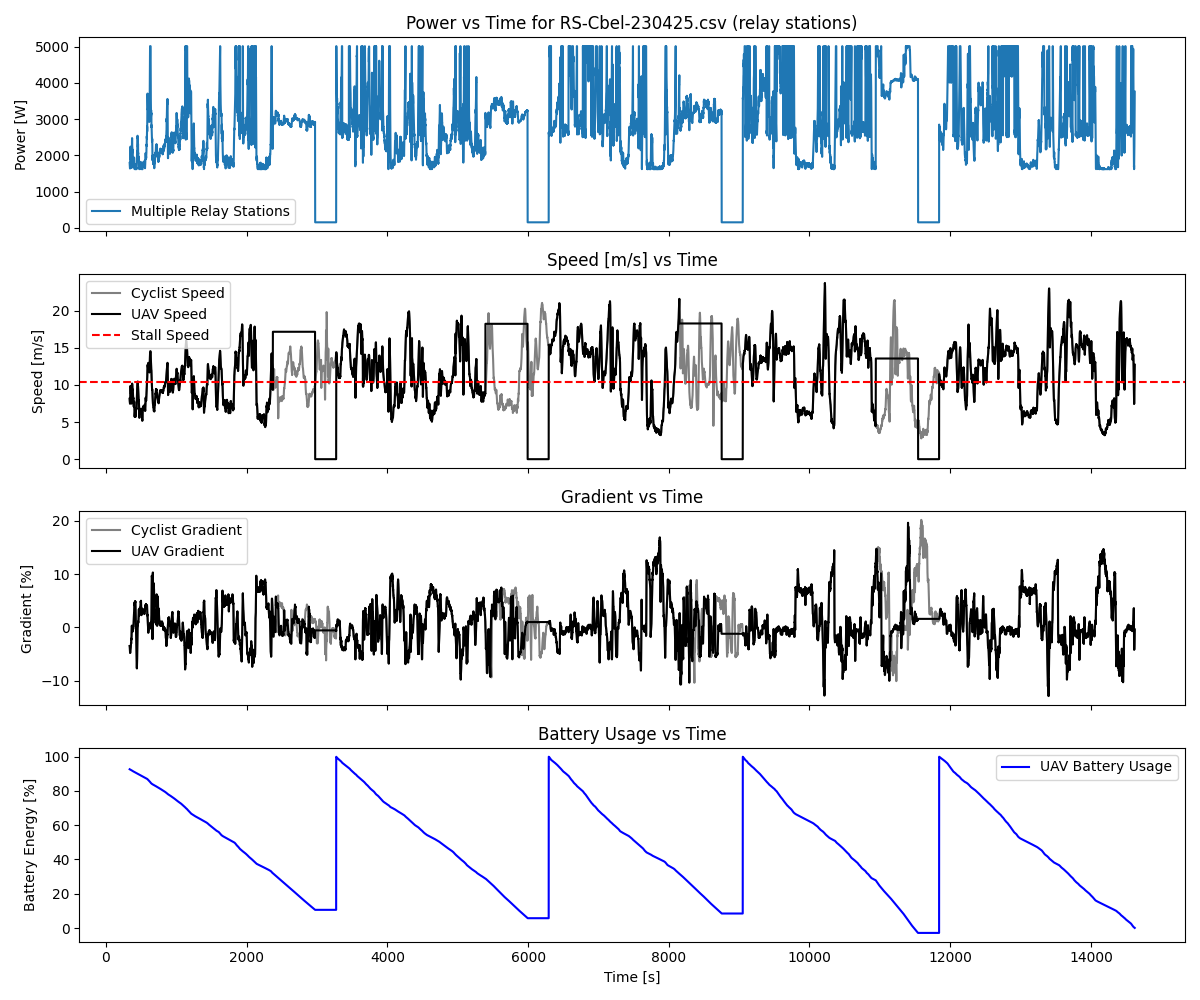 Power vs Time for RS-Cbel-230425.csv (relay stations)
Power [W]
5000
4000
3000
2000
1000
0
Multiple Relay Stations
Speed [m/s] vs Time
Speed [m/s]
20
15
10
5
0
Cyclist Speed
UAV Speed
Stall Speed
Gradient vs Time
Gradient [%]
20
10
0
−10
Cyclist Gradient
UAV Gradient
Battery Usage vs Time
Battery Energy [%]
100
80
60
40
20
0
UAV Battery Usage
0 2000 4000 6000 8000 10000 12000 14000
Time [s]